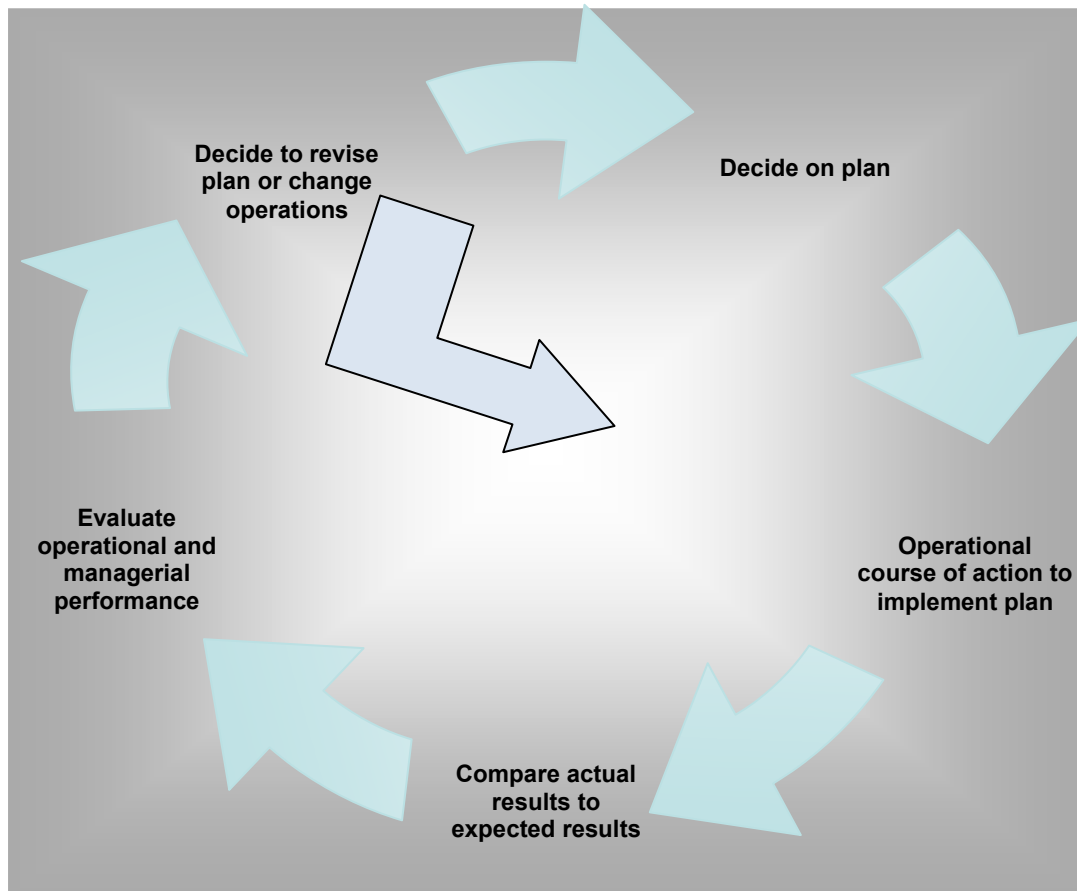 Decide to revise
plan or change
operations
Decide on plan
Operational
course of action to
implement plan
Compare actual
results to
expected results
Evaluate
operational and
managerial
performance